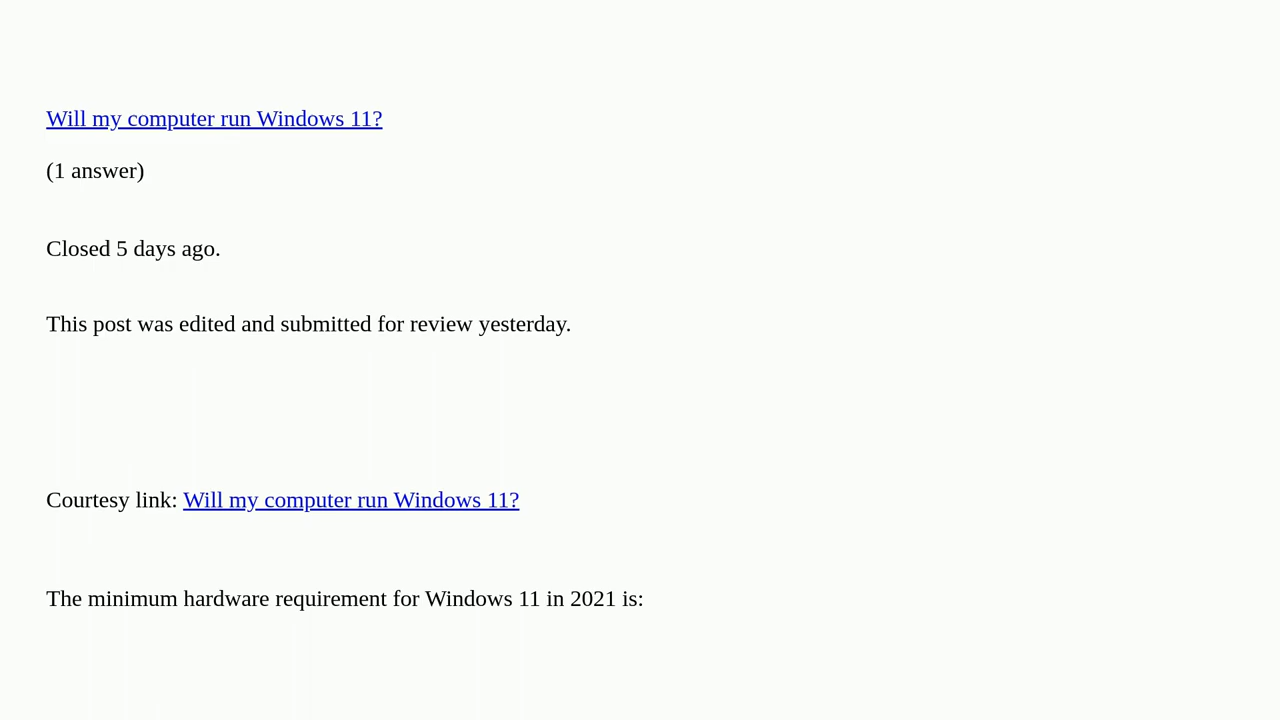 Will my computer run Windows 11?
(1 answer)
Closed 5 days ago.
This post was edited and submitted for review yesterday.
Courtesy link: Will my computer run Windows 11?
The minimum hardware requirement for Windows 11 in 2021 is: